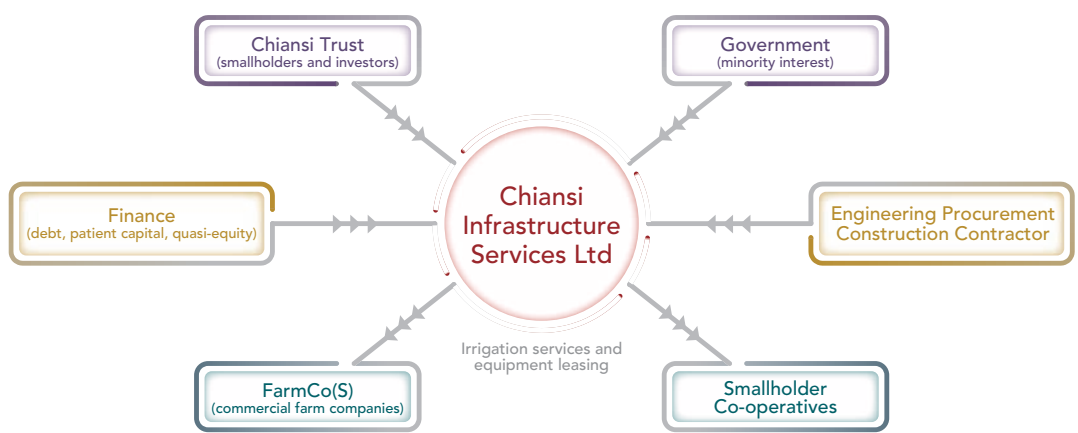 Chiansi Trust
(smallholders and investors)
Government
(minority interest)
Finance
(debt, patient capital, quasi-equity)
Chiansi
Infrastructure
Services Ltd
Engineering Procurement
Construction Contractor
Irrigation services and
equipment leasing
FarmCo(S)
(commercial farm companies)
Smallholder
Co-operatives